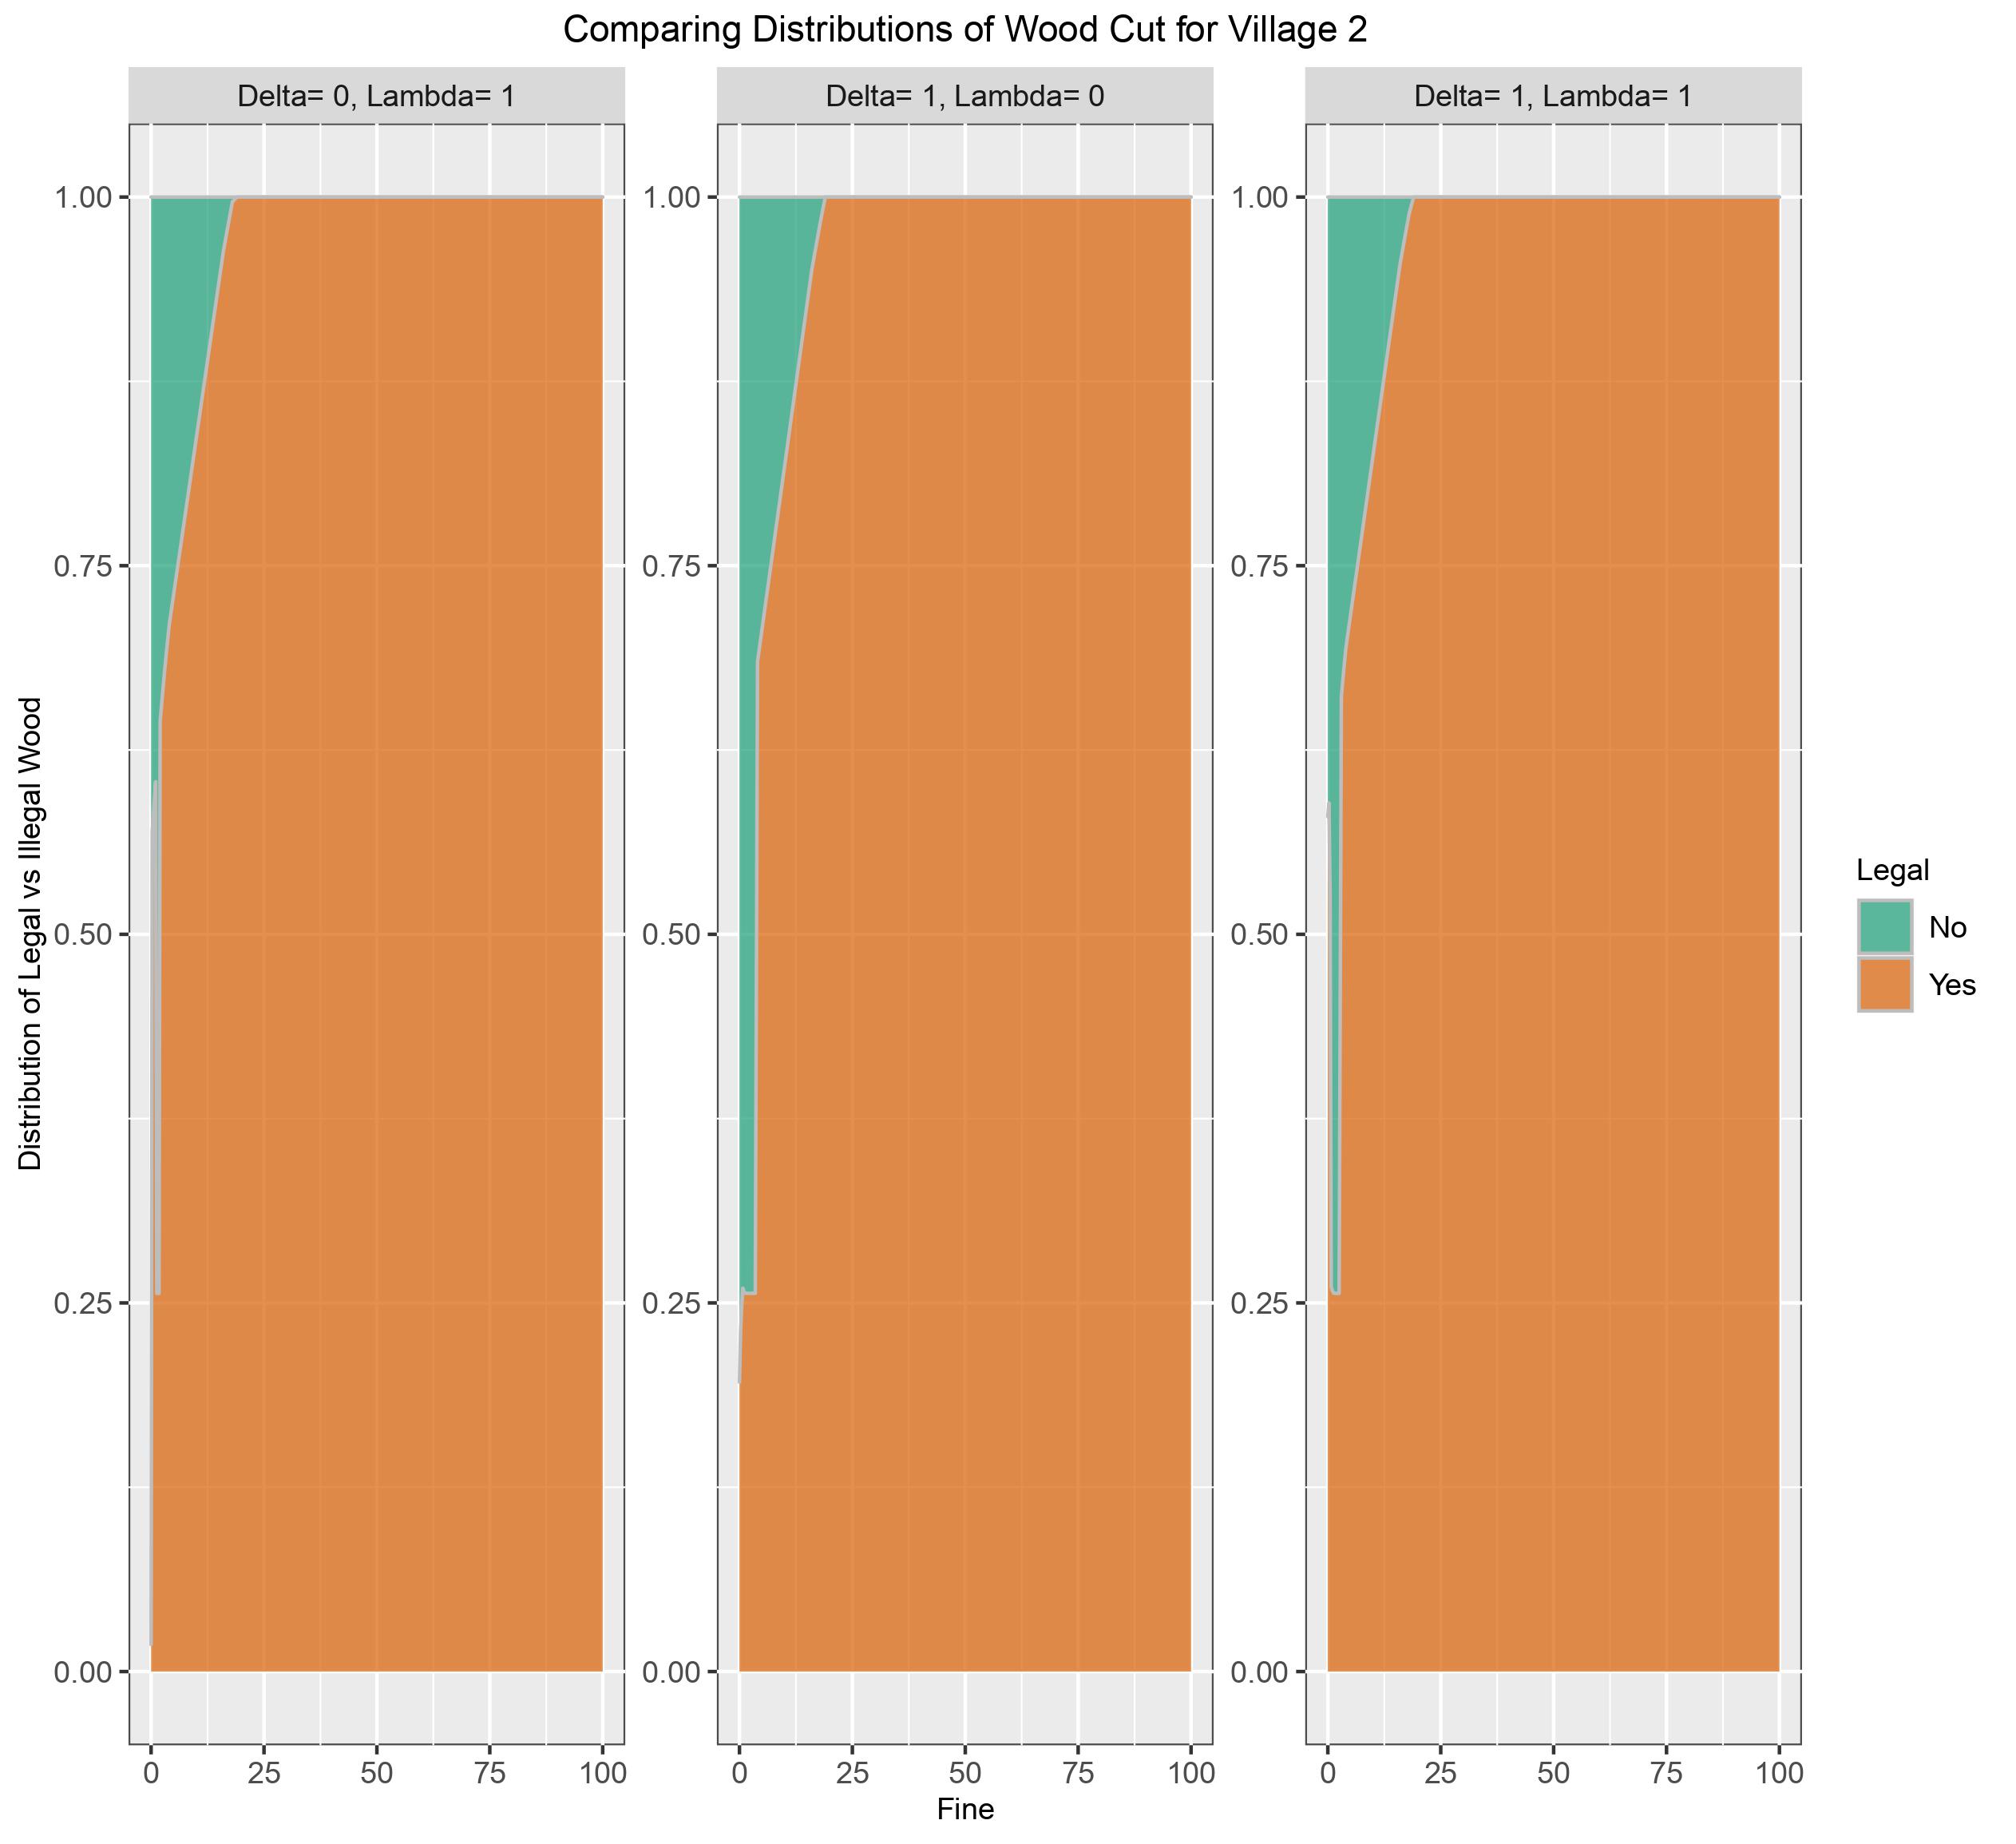 Comparing Distributions of Wood Cut for Village 2
Delta= 0, Lambda= 1
Delta= 1, Lambda= 0
Delta= 1, Lambda= 1
Distribution of Legal vs Illegal Wood
1.00
0.75
0.50
0.25
0.00
1.00
0.75
0.50
0.25
0.00
1.00
0.75
0.50
0.25
0.00
0 25 50 75 100
0 25 50 75 100
0 25 50 75 100
Fine
Legal
No
Yes